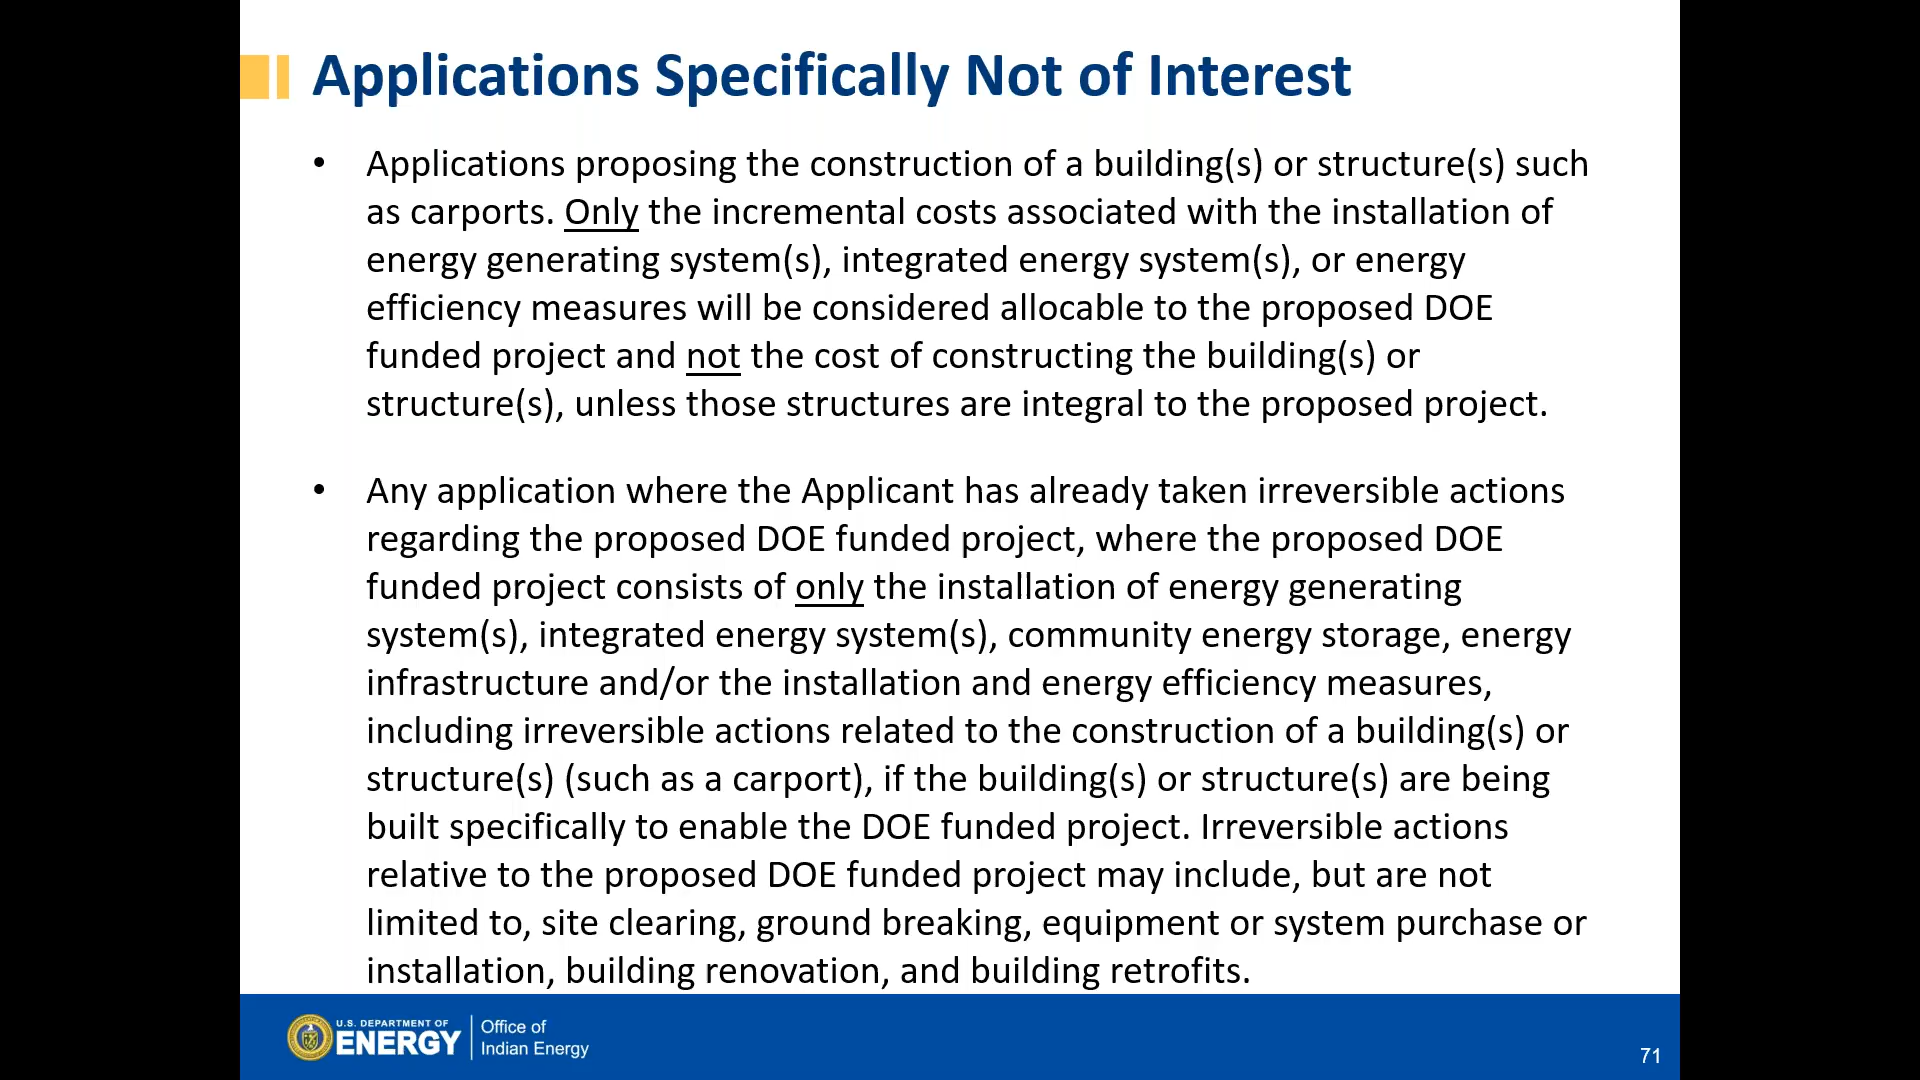 Applications Specifically Not of Interest
• Applications proposing the construction of a building(s) or structure(s) such
as carports. Only the incremental costs associated with the installation of
energy generating system(s), integrated energy system(s), or energy
efficiency measures will be considered allocable to the proposed DOE
funded project and not the cost of constructing the building(s) or
structure(s), unless those structures are integral to the proposed project.
• Any application where the Applicant has already taken irreversible actions
regarding the proposed DOE funded project, where the proposed DOE
funded project consists of only the installation of energy generating
system(s), integrated energy system(s), community energy storage, energy
infrastructure and/or the installation and energy efficiency measures,
including irreversible actions related to the construction of a building(s) or
structure(s) (such as a carport), if the building(s) or structure(s) are being
built specifically to enable the DOE funded project. Irreversible actions
relative to the proposed DOE funded project may include, but are not
limited to, site clearing, ground breaking, equipment or system purchase or
installation, building renovation, and building retrofits.
U.S. DEPARTMENT OF
ENERGY
Office of
Indian Energy
71